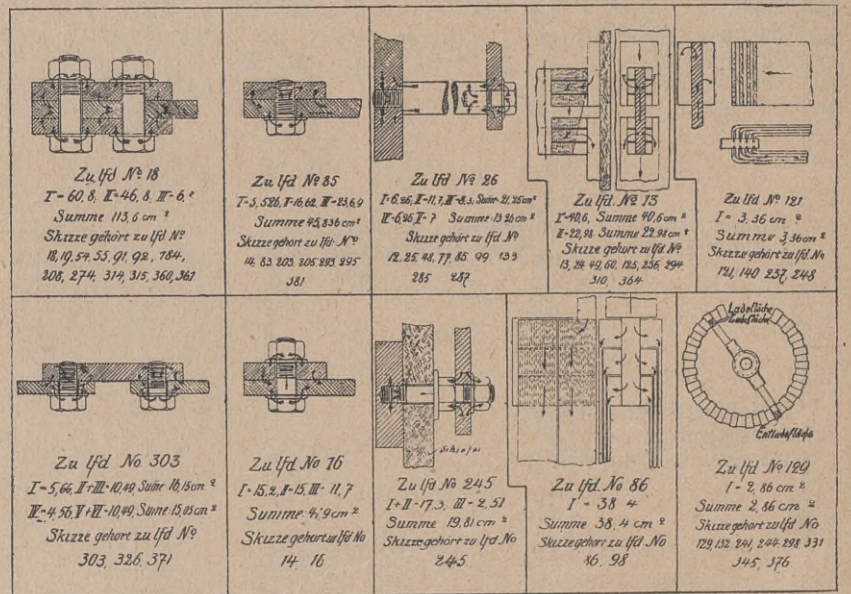 Zu lfd № 18
I = 60,8, II = 46,8, III = 6,²
Summe 113,6 cm²
Skizze gehört zu lfd №
18, 19, 54, 55, 91, 92, 184,
208, 274, 314, 315, 360, 361
Zu lfd № 85
I = 5,526, II = 16,62, III = 23,6,9
Summe 45,836 cm²
Skizze gehört zu lfd №
14, 83, 203, 205, 293, 295
381
Zu lfd № 26
I = 6,25, II = 11,7, III = 8,3, Sume = 21,25 cm²
III = 6,26, II = 7 Summe = 13,26 cm²
Skizze gehört zu lfd №
12, 25, 48, 77, 85, 99, 133
285 287
Zu lfd. № 13
I = 40,6, Summe 40,6 cm²
II = 22,98 Summe 22,98 cm²
Skizze gehört zu lfd №
13, 24, 49, 60, 125, 256, 294
310, 364
Zu lfd № 121
I = 3,36 cm²
Summe 3,36 cm²
Skizze gehört zu lfd. No
121, 140 237, 248
Zu lfd No 303
I = 5,66, II + III = 10,49, Sume 16,15 cm²
IV = 4,56, V + VI = 10,49, Sume 15,05 cm²
Skizze gehört zu lfd №
303, 326, 371
Zu lfd No 16
I = 15,2, II = 15, III = 11,7
Summe 41,9 cm²
Skizze gehört zu lfd No
14, 16
Schiefer
Zu lfd No 245
I + II = 17,3, III = 2,51
Summe 19,81 cm²
Skizze gehört zu lfd No
245
Zu lfd No 86
I = 38,4
Summe 38,4 cm²
Skizze gehört zu lfd. No
86, 98
Ladefläche
Endfläche
Entladefläche
Zu lfd № 129
I = 2,86 cm²
Summe 2,86 cm²
Skizze gehört zu lfd No
129, 132, 241, 244, 298, 331
345, 376